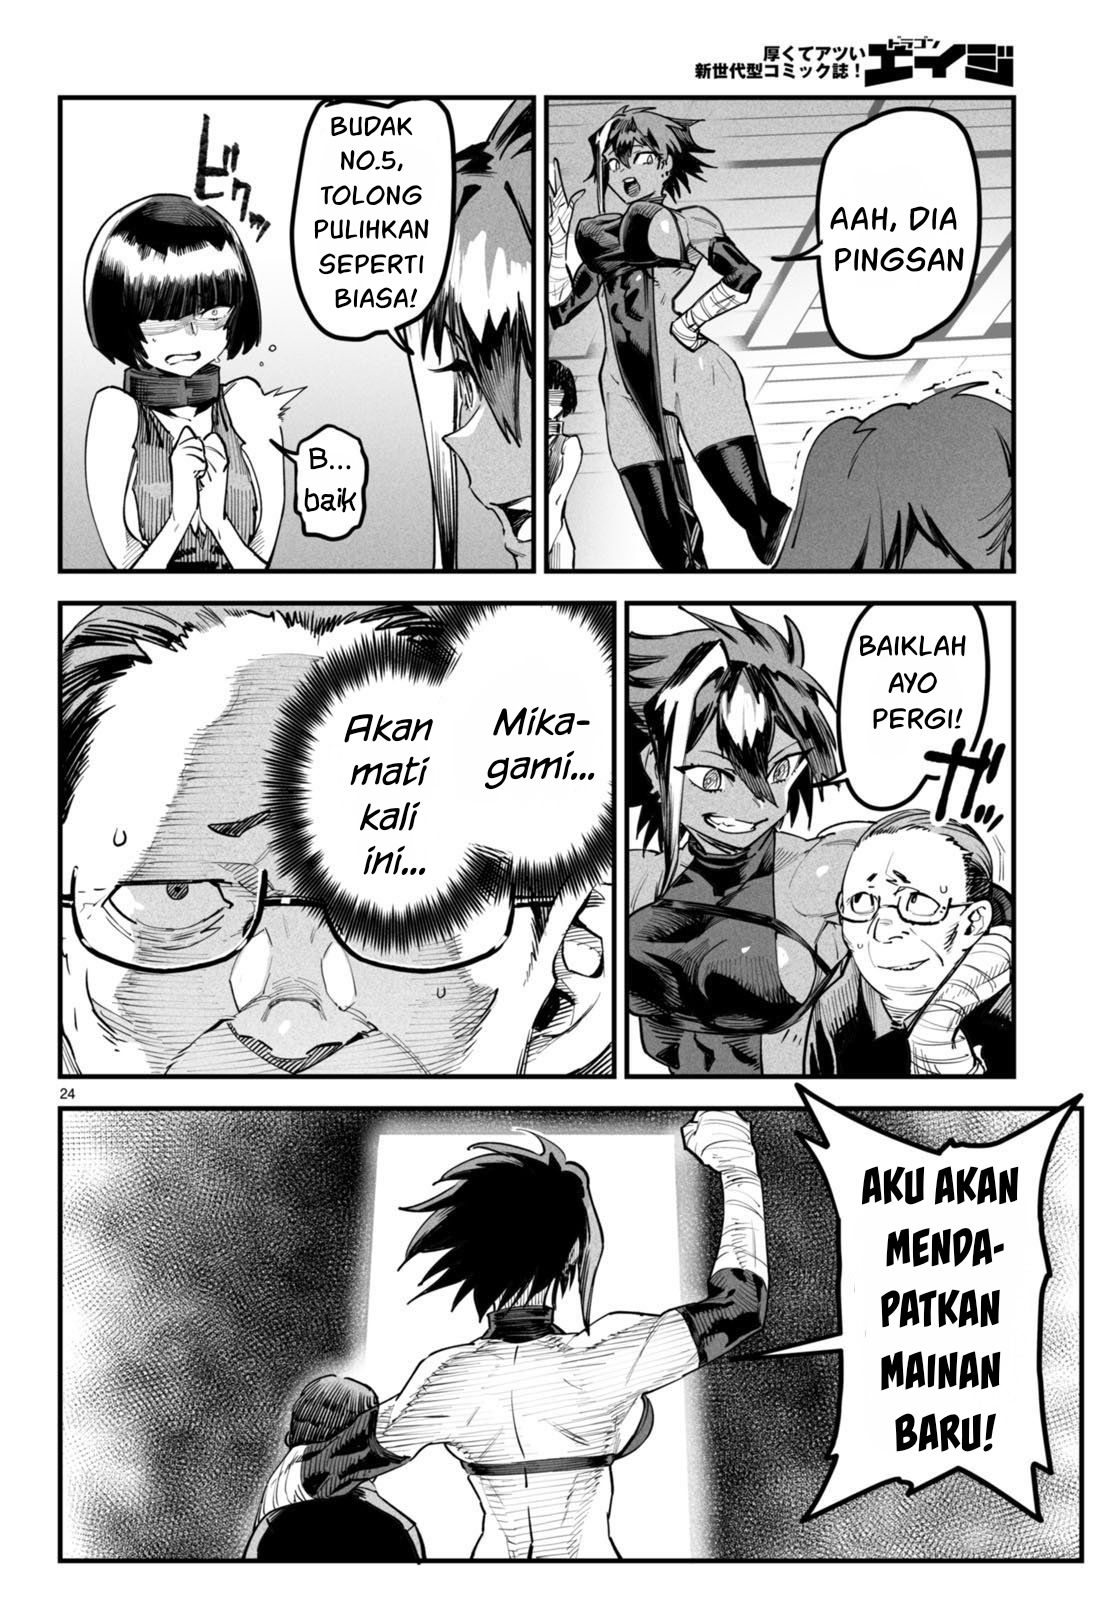 厚くてアツい
新世代型コミック誌!
ドラゴン
エイジ
AAH, DIA
PINGSAN
BUDAK
NO.5,
TOLONG
PULIHKAN
SEPERTI
BIASA!
ビクッ
B...
baik
BAIKLAH
AYO
PERGI!
ガッ
Mika-
gami...
Akan
mati
kali
ini...
24
AKU AKAN
MENDA-
PATKAN
MAINAN
BARU!